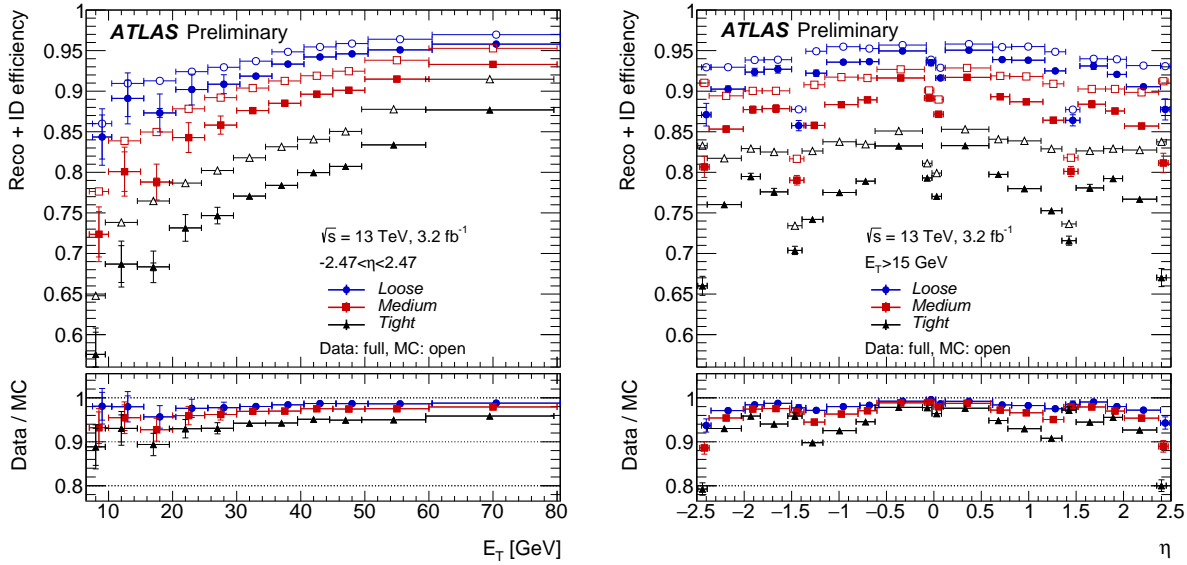 Reco + ID efficiency
1
0.95
0.9
0.85
0.8
0.75
0.7
0.65
0.6
ATLAS Preliminary
√s = 13 TeV, 3.2 fb⁻¹
-2.47<η<2.47
Loose
Medium
Tight
Data: full, MC: open
Data / MC
1
0.9
0.8
10 20 30 40 50 60 70 80
E_T [GeV]
Reco + ID efficiency
1
0.95
0.9
0.85
0.8
0.75
0.7
0.65
0.6
ATLAS Preliminary
√s = 13 TeV, 3.2 fb⁻¹
E_T>15 GeV
Loose
Medium
Tight
Data: full, MC: open
Data / MC
1
0.9
0.8
−2.5 −2 −1.5 −1 −0.5 0 0.5 1 1.5 2 2.5
η